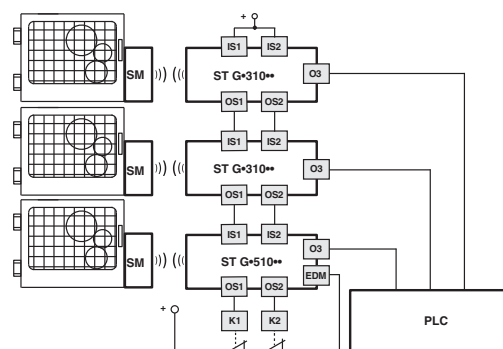 +
IS1 IS2
SM ST G•310•• O3
OS1 OS2
IS1 IS2
SM ST G•310•• O3
OS1 OS2
IS1 IS2
SM ST G•510•• O3
EDM
OS1 OS2
+
K1 K2
PLC